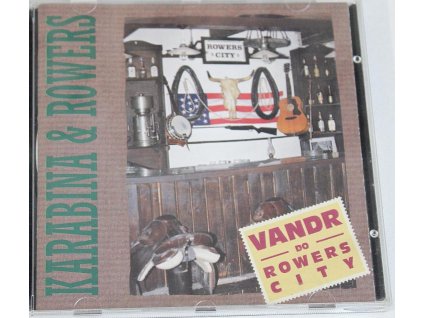 KARABINA & ROWERS
ROWERS
CITY
VANDR
DO
ROWERS
CITY